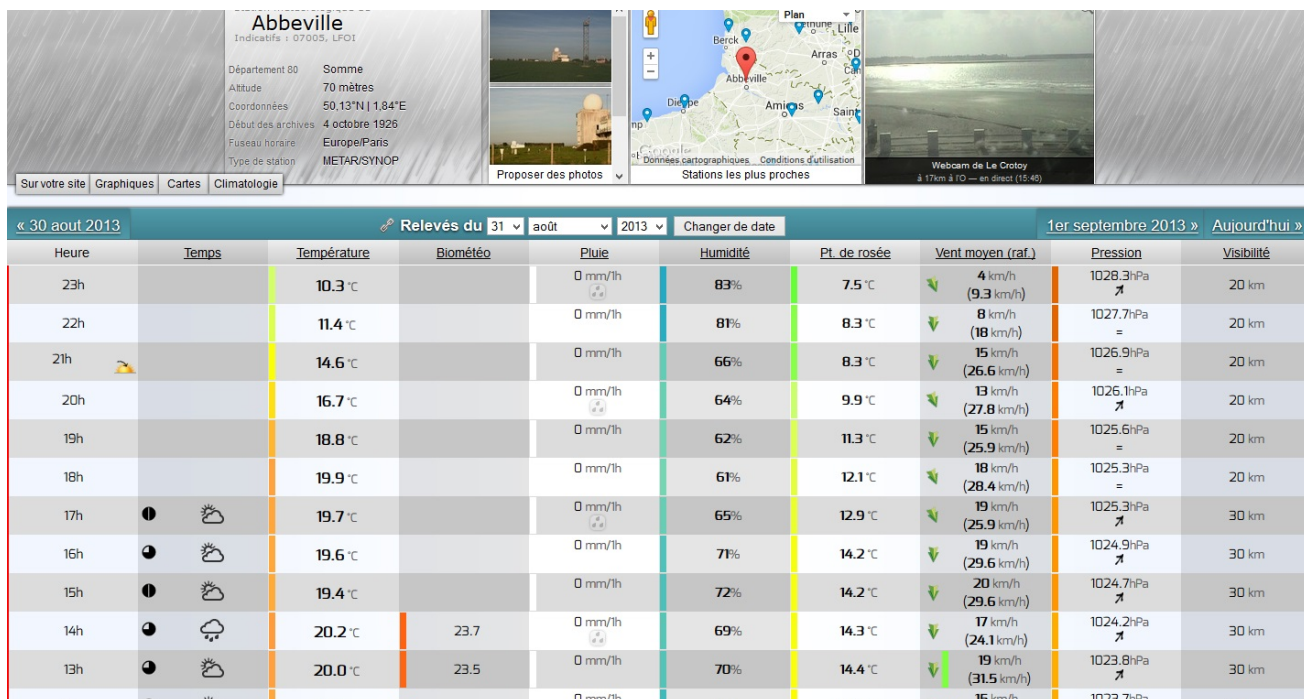 Abbeville
Indicatifs : 07005, LFOI
Département 80 Somme
Altitude 70 mètres
Coordonnées 50,13°N | 1,84°E
Début des archives 4 octobre 1926
Fuseau horaire Europe/Paris
Type de station METAR/SYNOP
Proposer des photos
Plan
Lille
Berck
Arras
Abbeville
Dieppe
Amiens
Saint
Données cartographiques Conditions d'utilisation
Stations les plus proches
Webcam de Le Crotoy
à 17km à l'O — en direct (15:46)
Sur votre site Graphiques Cartes Climatologie
« 30 aout 2013 Relevés du 31 août 2013 Changer de date 1er septembre 2013 » Aujourd'hui »
Heure Temps Température Biométéo Pluie Humidité Pt. de rosée Vent moyen (raf.) Pression Visibilité
23h 10.3 °C 0 mm/1h 83% 7.5 °C 4 km/h (9.3 km/h) 1028.3hPa 20 km
22h 11.4 °C 0 mm/1h 81% 8.3 °C 8 km/h (18 km/h) 1027.7hPa = 20 km
21h 14.6 °C 0 mm/1h 66% 8.3 °C 15 km/h (26.6 km/h) 1026.9hPa = 20 km
20h 16.7 °C 0 mm/1h 64% 9.9 °C 13 km/h (27.8 km/h) 1026.1hPa 20 km
19h 18.8 °C 0 mm/1h 62% 11.3 °C 15 km/h (25.9 km/h) 1025.6hPa = 20 km
18h 19.9 °C 0 mm/1h 61% 12.1 °C 18 km/h (28.4 km/h) 1025.3hPa = 20 km
17h 19.7 °C 0 mm/1h 65% 12.9 °C 19 km/h (25.9 km/h) 1025.3hPa 30 km
16h 19.6 °C 0 mm/1h 71% 14.2 °C 19 km/h (29.6 km/h) 1024.9hPa 30 km
15h 19.4 °C 0 mm/1h 72% 14.2 °C 20 km/h (29.6 km/h) 1024.7hPa 30 km
14h 20.2 °C 23.7 0 mm/1h 69% 14.3 °C 17 km/h (24.1 km/h) 1024.2hPa 30 km
13h 20.0 °C 23.5 0 mm/1h 70% 14.4 °C 19 km/h (31.5 km/h) 1023.8hPa 30 km